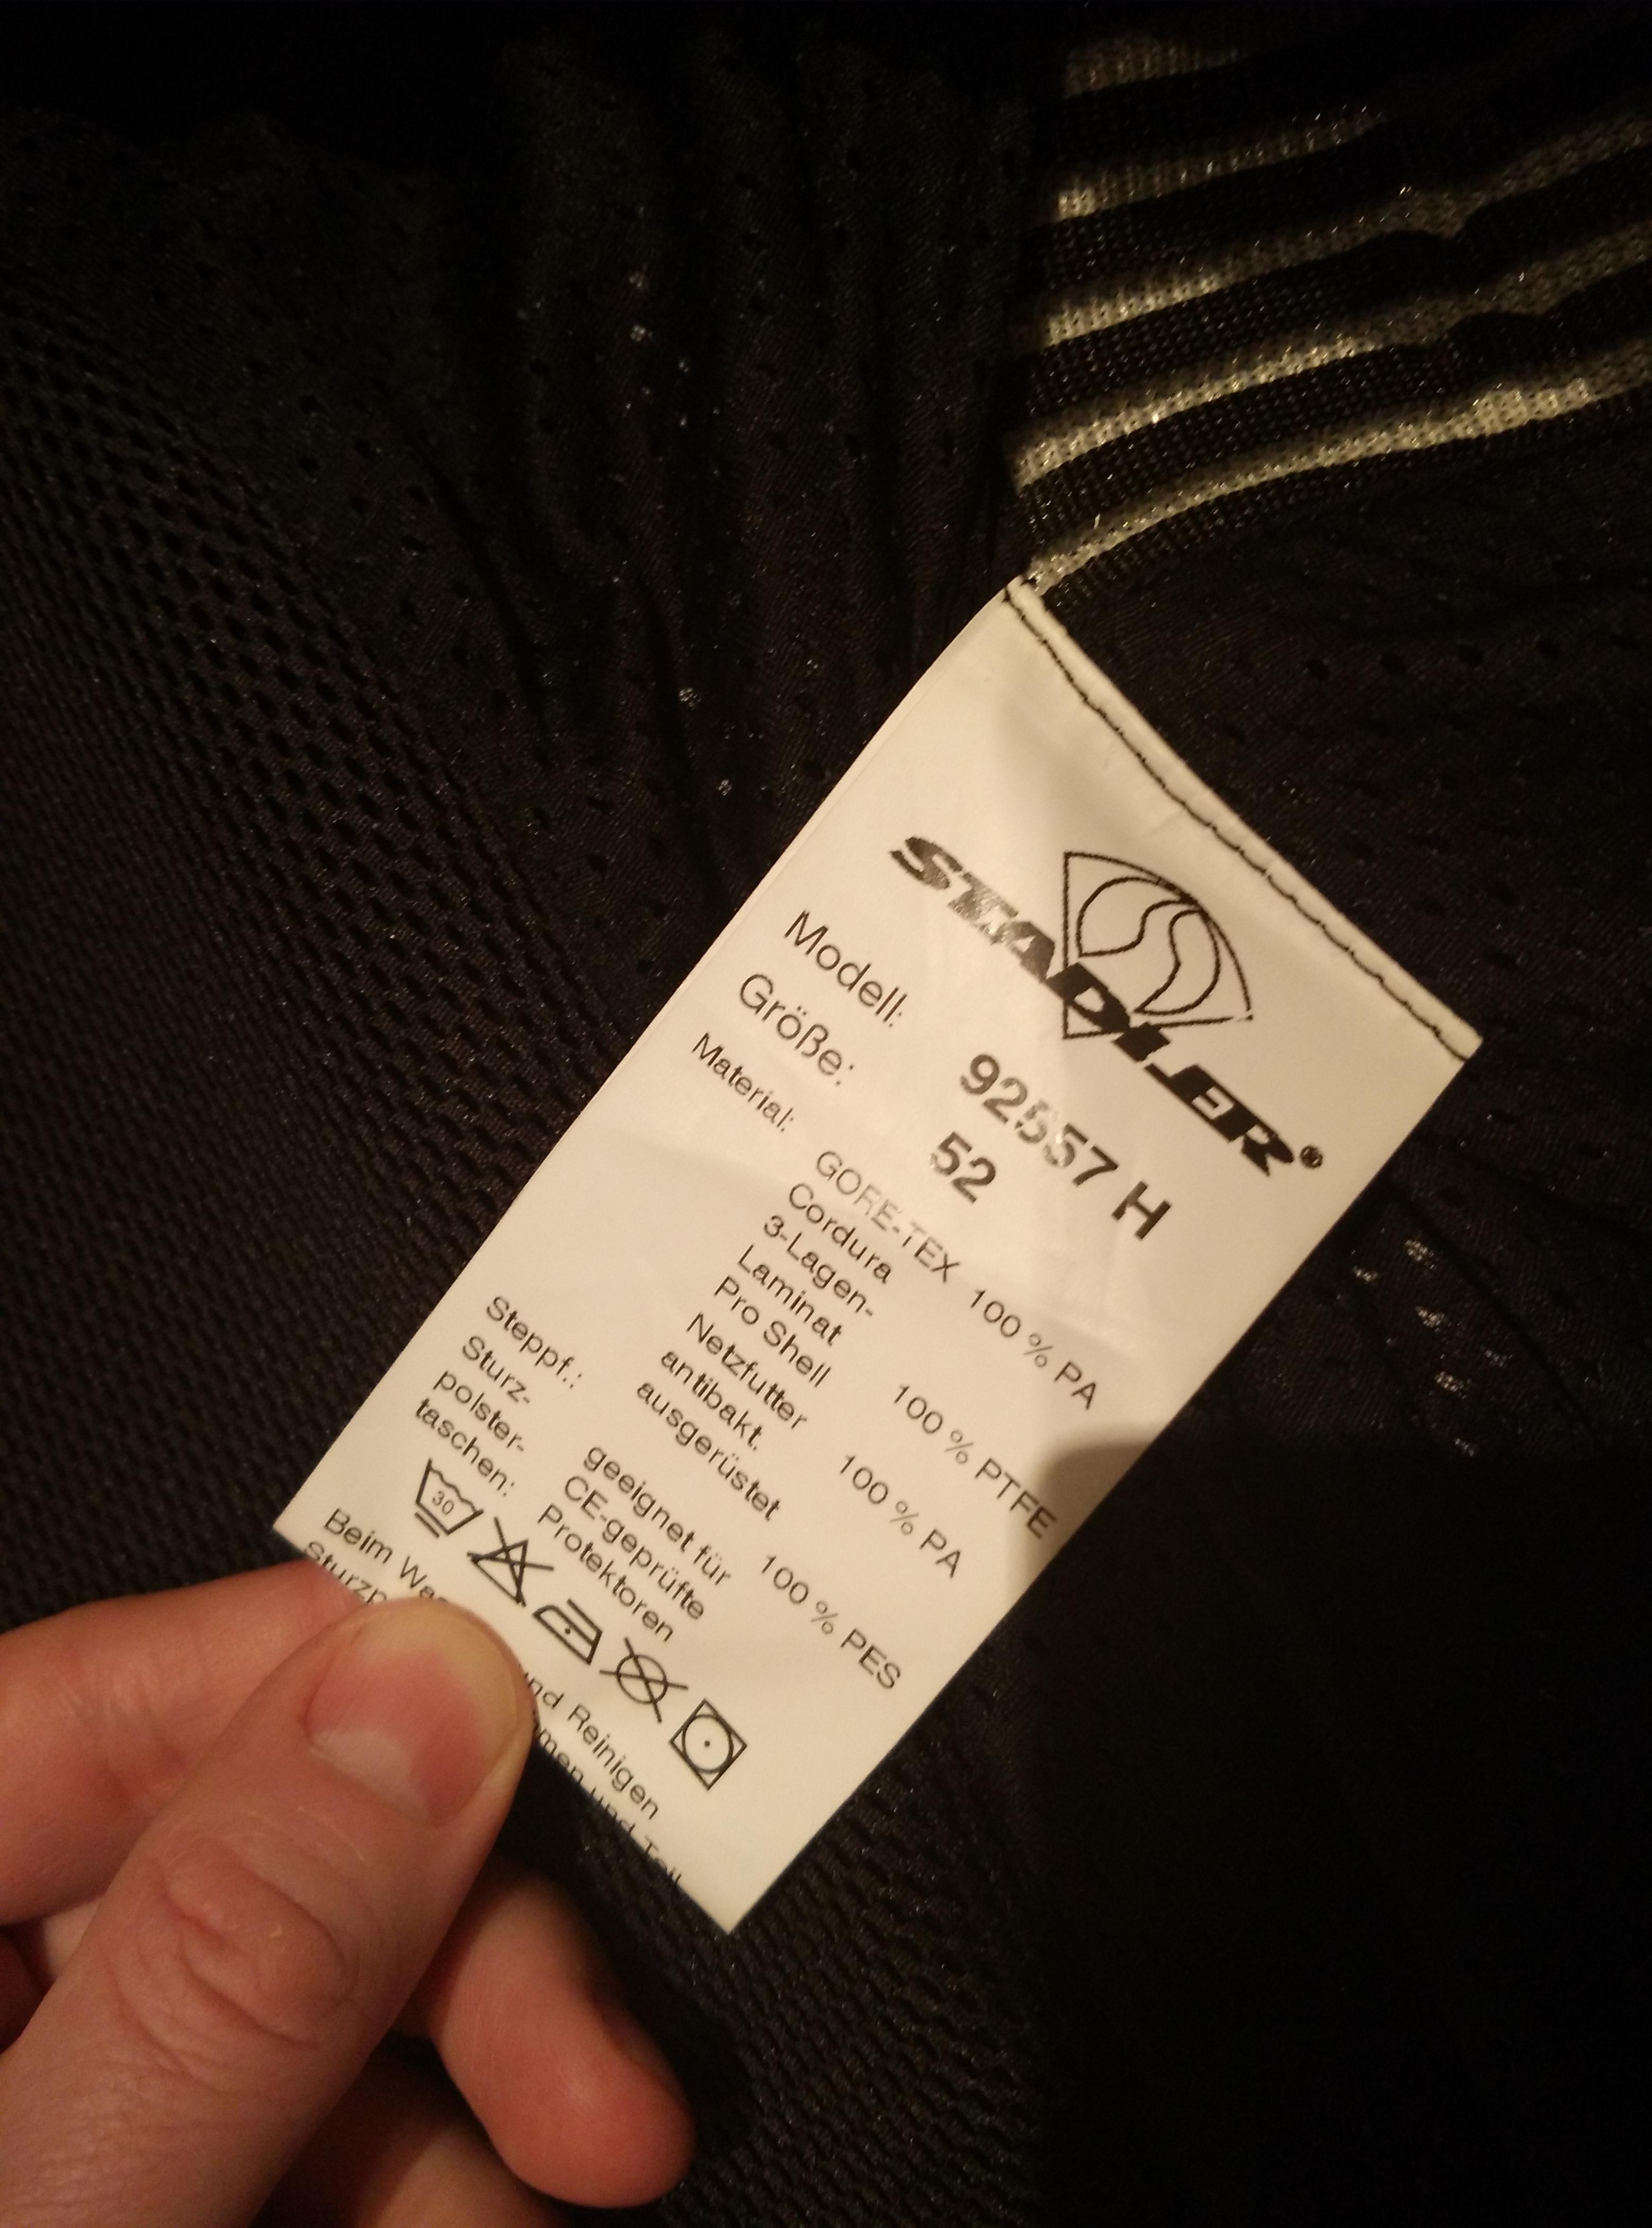 STADLER®
Modell: 92557 H
Größe: 52
Material:
GORE-TEX
Cordura 100 % PA
3-Lagen-
Laminat
Pro Shell 100 % PTFE
Netzfutter 100 % PA
antibakt.
ausgerüstet
Steppf.: 100 % PES
Sturz-
polster-
taschen:
geeignet für
CE-geprüfte
Protektoren
30
Beim und Reinigen
und